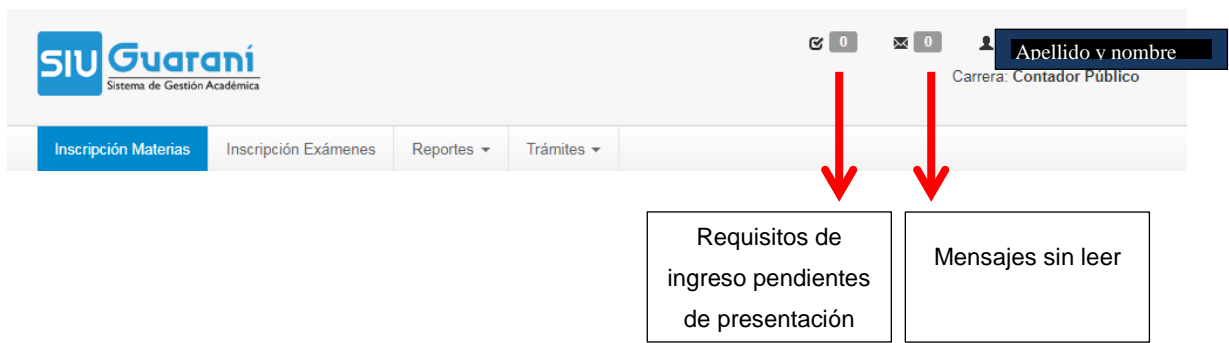 SIU Guaraní
Sistema de Gestión Académica
0 0
Apellido y nombre
Carrera: Contador Público
Inscripción Materias Inscripción Exámenes Reportes Trámites
Requisitos de
ingreso pendientes
de presentación
Mensajes sin leer